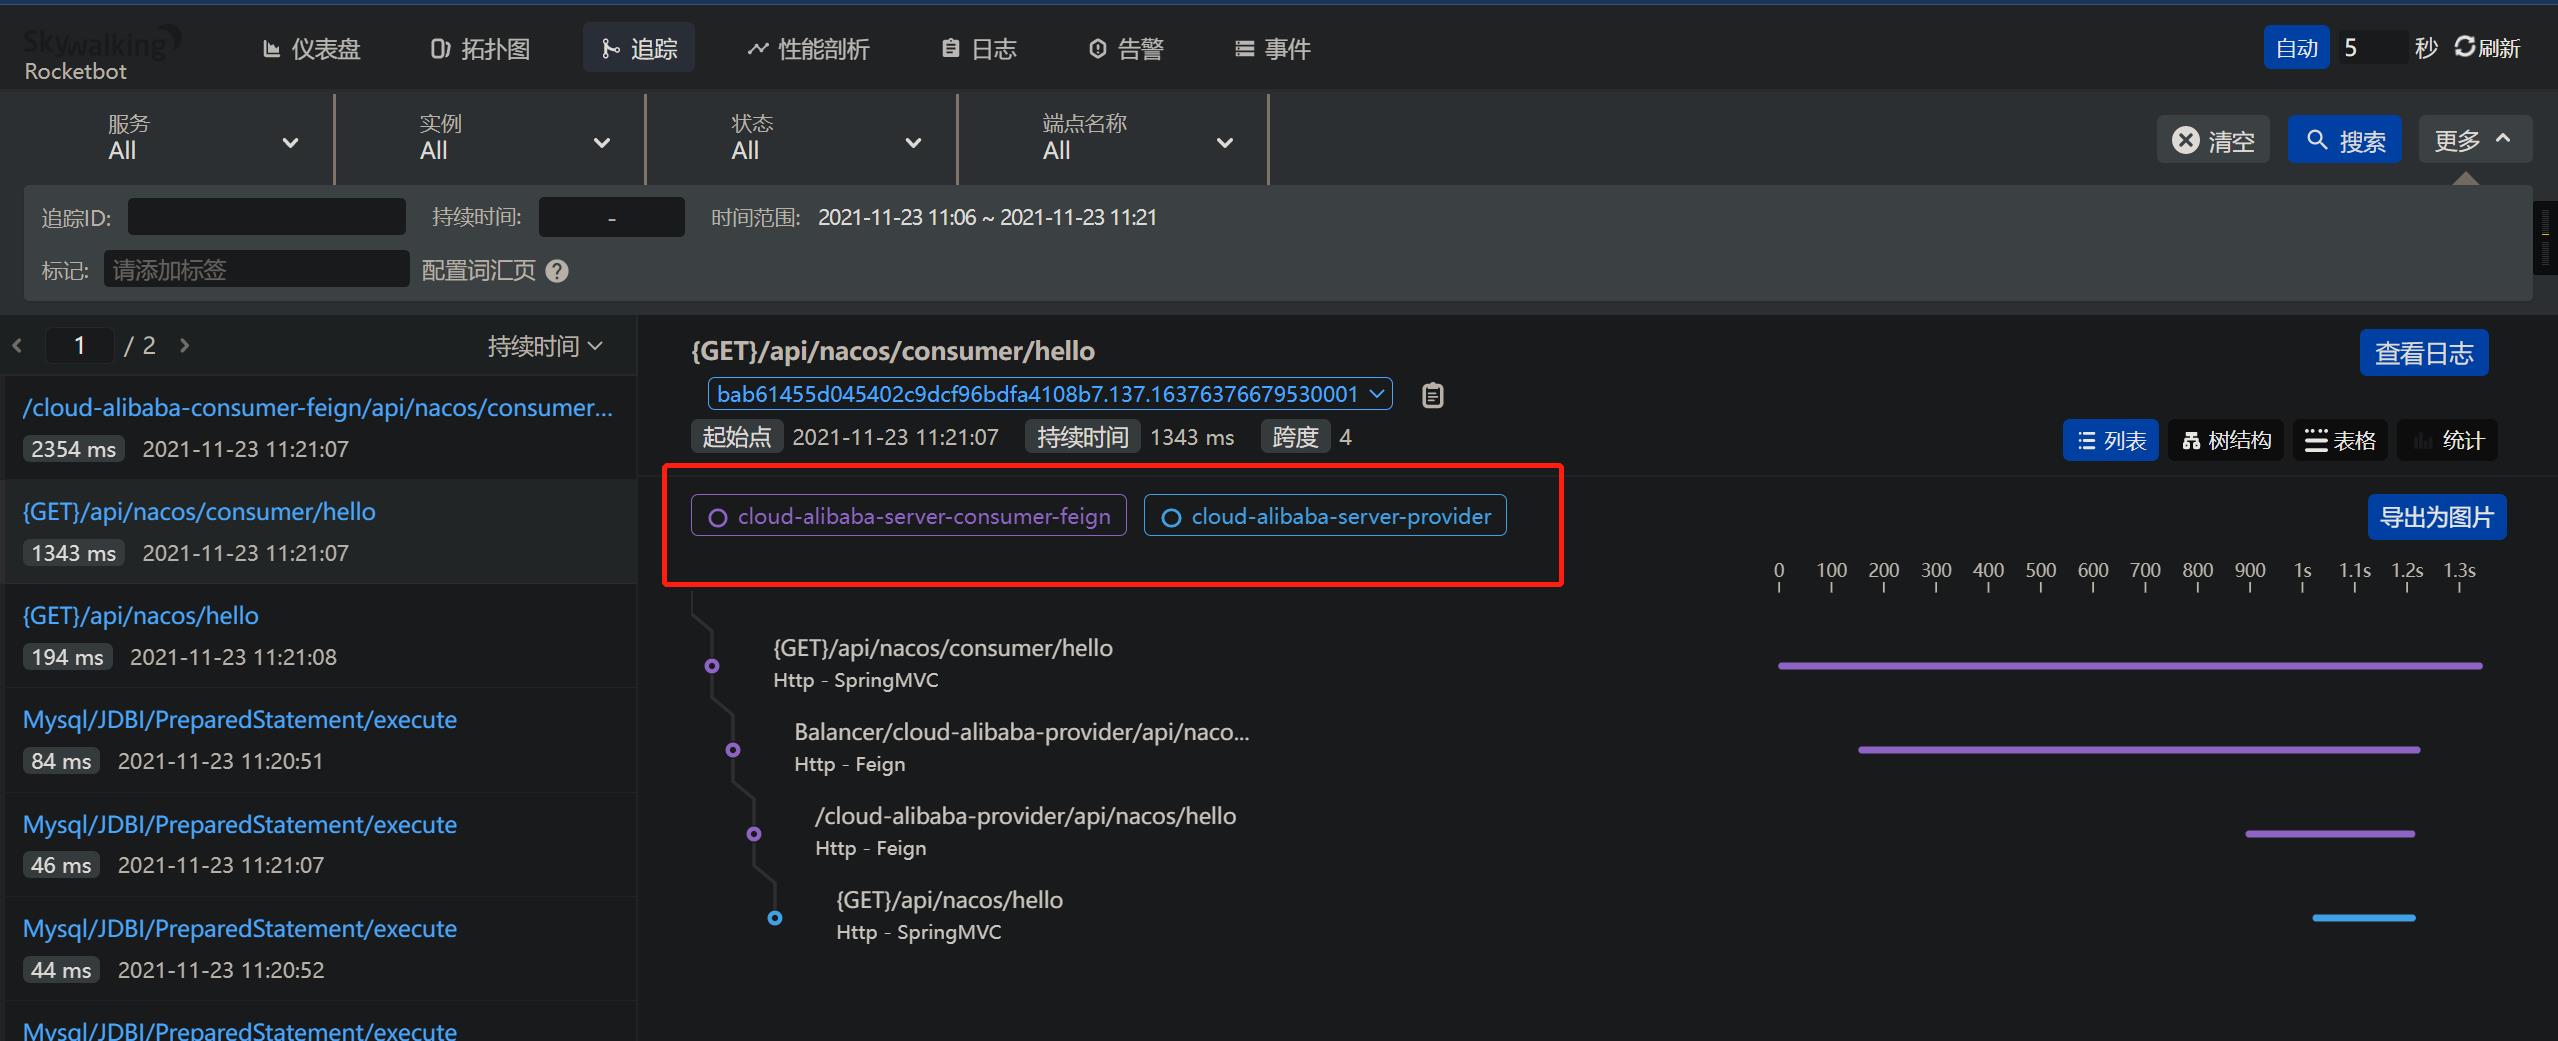 Skywalking
Rocketbot
仪表盘
拓扑图
追踪
性能剖析
日志
告警
事件
自动
5
秒
刷新
服务
All
实例
All
状态
All
端点名称
All
清空
搜索
更多
追踪ID:
持续时间:
-
时间范围:
2021-11-23 11:06 ~ 2021-11-23 11:21
标记:
请添加标签
配置词汇页
?
1
/ 2
持续时间
/cloud-alibaba-consumer-feign/api/nacos/consumer...
2354 ms
2021-11-23 11:21:07
{GET}/api/nacos/consumer/hello
1343 ms
2021-11-23 11:21:07
{GET}/api/nacos/hello
194 ms
2021-11-23 11:21:08
Mysql/JDBI/PreparedStatement/execute
84 ms
2021-11-23 11:20:51
Mysql/JDBI/PreparedStatement/execute
46 ms
2021-11-23 11:21:07
Mysql/JDBI/PreparedStatement/execute
44 ms
2021-11-23 11:20:52
Mysql/JDBI/PreparedStatement/execute
{GET}/api/nacos/consumer/hello
查看日志
bab61455d045402c9dcf96bdfa4108b7.137.16376376679530001
起始点
2021-11-23 11:21:07
持续时间
1343 ms
跨度
4
列表
树结构
表格
统计
cloud-alibaba-server-consumer-feign
cloud-alibaba-server-provider
导出为图片
0 100 200 300 400 500 600 700 800 900 1s 1.1s 1.2s 1.3s
{GET}/api/nacos/consumer/hello
Http - SpringMVC
Balancer/cloud-alibaba-provider/api/naco...
Http - Feign
/cloud-alibaba-provider/api/nacos/hello
Http - Feign
{GET}/api/nacos/hello
Http - SpringMVC